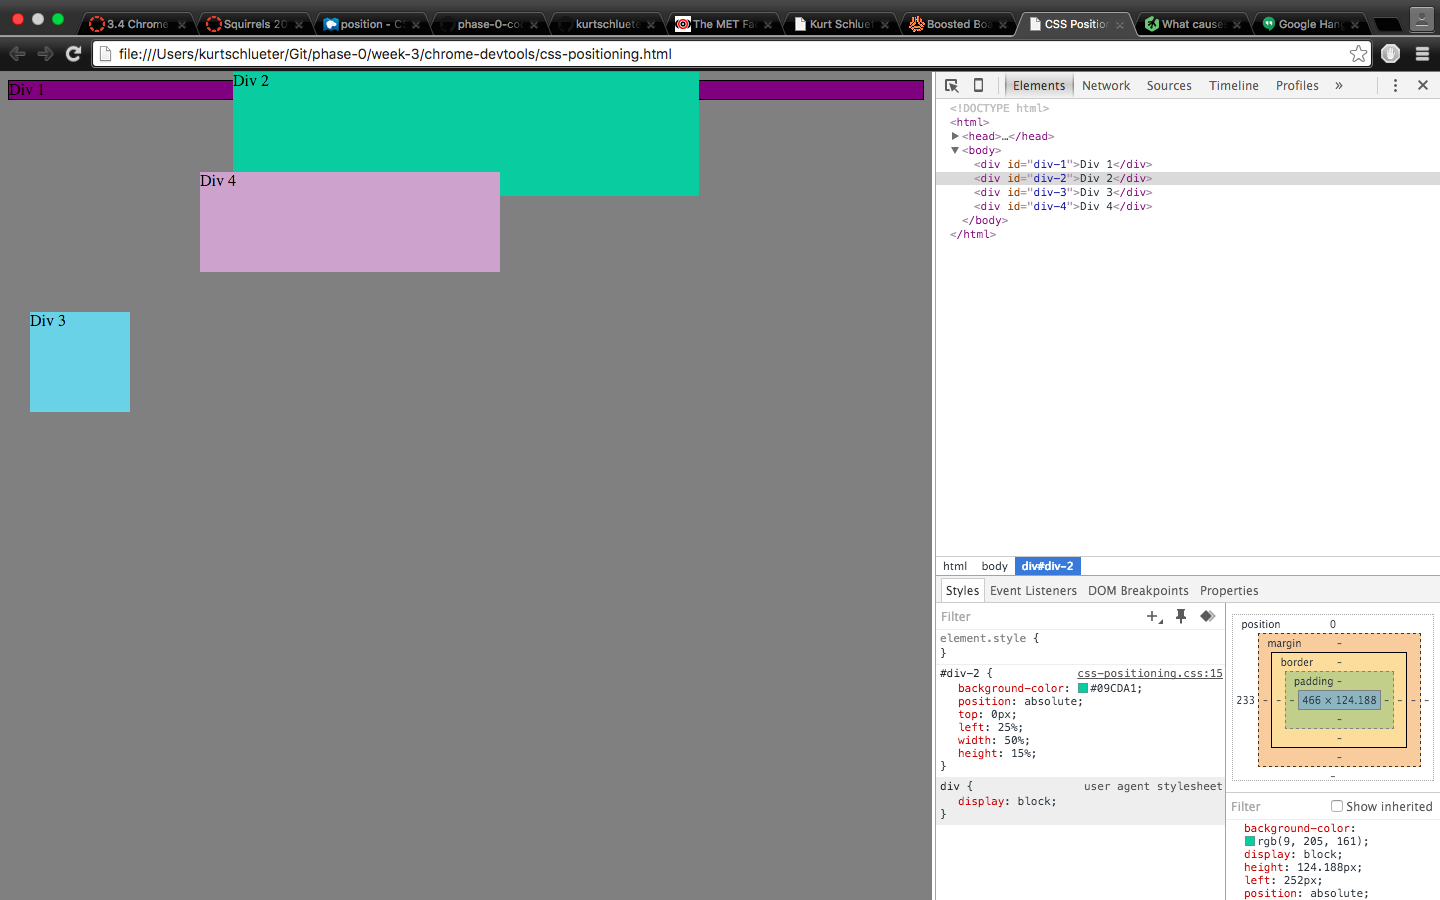 3.4 Chrome
Squirrels 20
position - C
phase-0-co
kurtschlueter
The MET Fa
Kurt Schluet
Boosted Boa
CSS Position
What cause
Google Hang
file:///Users/kurtschlueter/Git/phase-0/week-3/chrome-devtools/css-positioning.html
Div 1
Div 2
Div 4
Div 3
Elements Network Sources Timeline Profiles »
<!DOCTYPE html>
<html>
<head>…</head>
<body>
<div id="div-1">Div 1</div>
<div id="div-2">Div 2</div>
<div id="div-3">Div 3</div>
<div id="div-4">Div 4</div>
</body>
</html>
html body div#div-2
Styles Event Listeners DOM Breakpoints Properties
Filter
element.style {
}
#div-2 { css-positioning.css:15
background-color: #09CDA1;
position: absolute;
top: 0px;
left: 25%;
width: 50%;
height: 15%;
}
div { user agent stylesheet
display: block;
}
position 0
margin -
border -
padding -
233 - - - 466 × 124.188 - - - -
-
-
-
-
Filter Show inherited
background-color:
rgb(9, 205, 161);
display: block;
height: 124.188px;
left: 252px;
position: absolute;